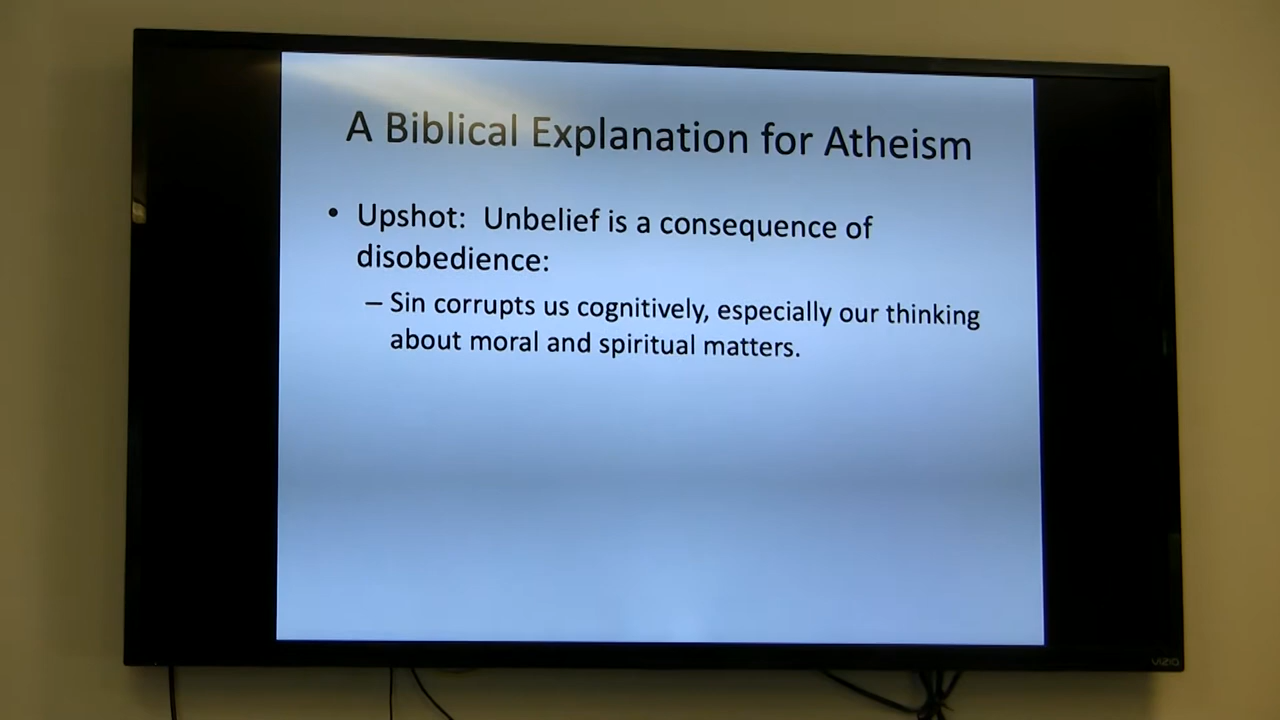 A Biblical Explanation for Atheism
• Upshot: Unbelief is a consequence of
disobedience:
– Sin corrupts us cognitively, especially our thinking
about moral and spiritual matters.
VIZIO